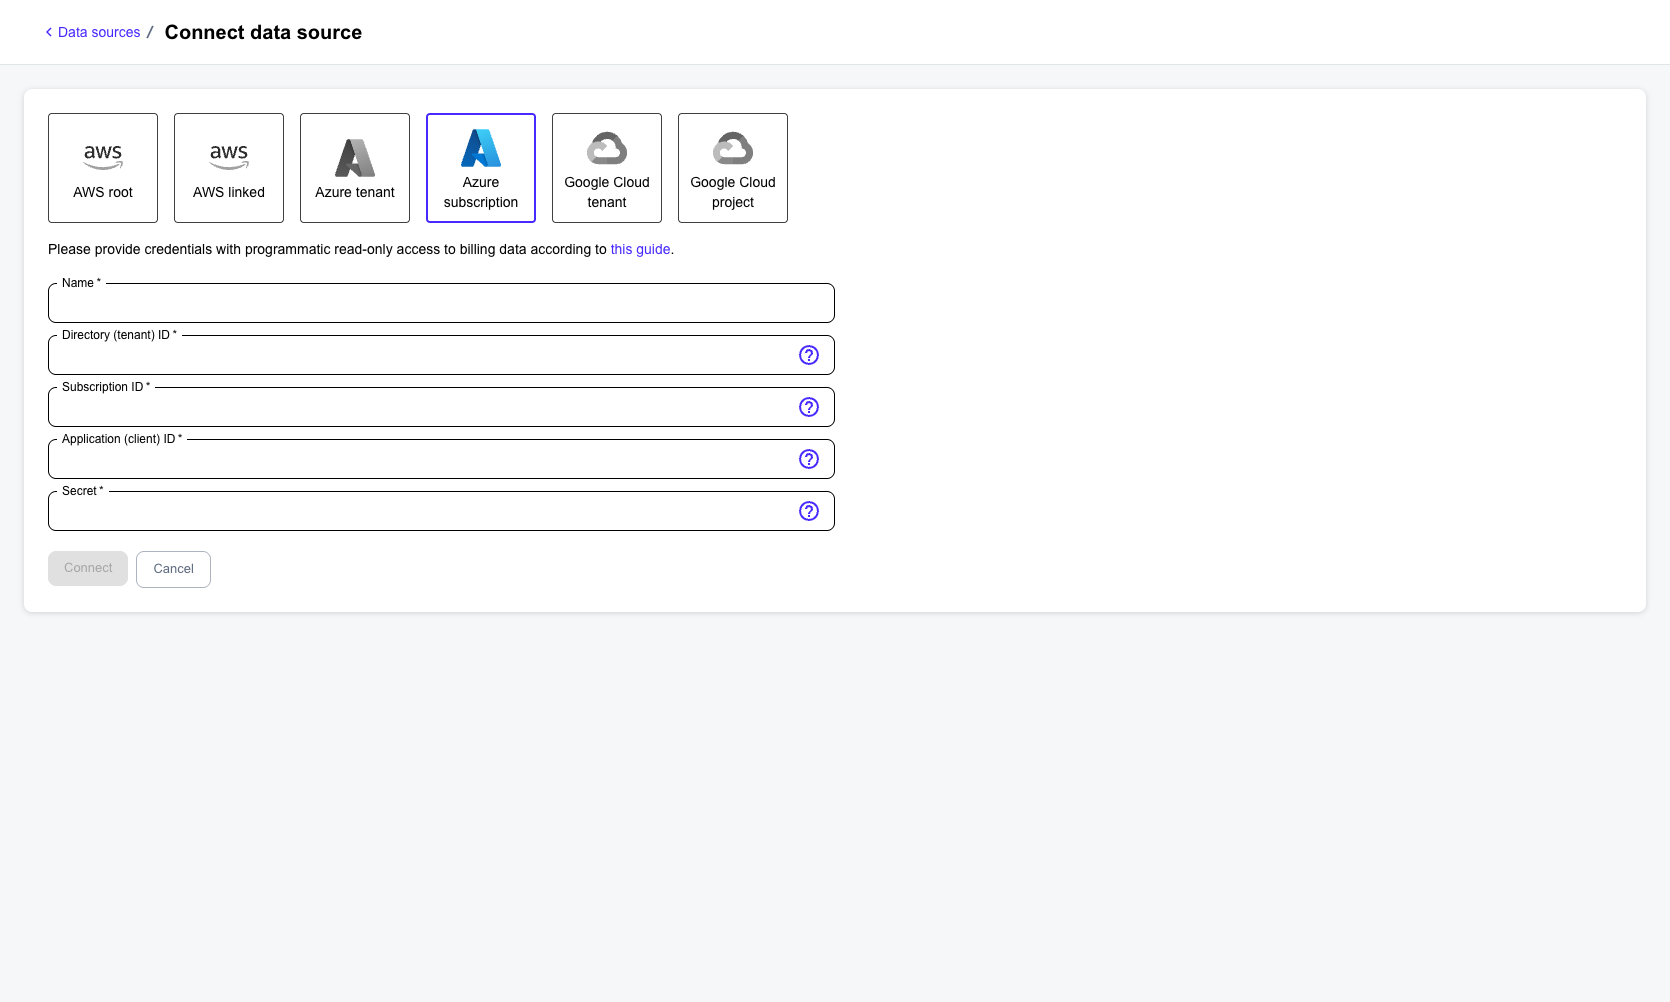 Data sources / Connect data source
aws
AWS root
aws
AWS linked
Azure tenant
Azure
subscription
Google Cloud
tenant
Google Cloud
project
Please provide credentials with programmatic read-only access to billing data according to this guide.
Name *
Directory (tenant) ID *
?
Subscription ID *
?
Application (client) ID *
?
Secret *
?
Connect
Cancel